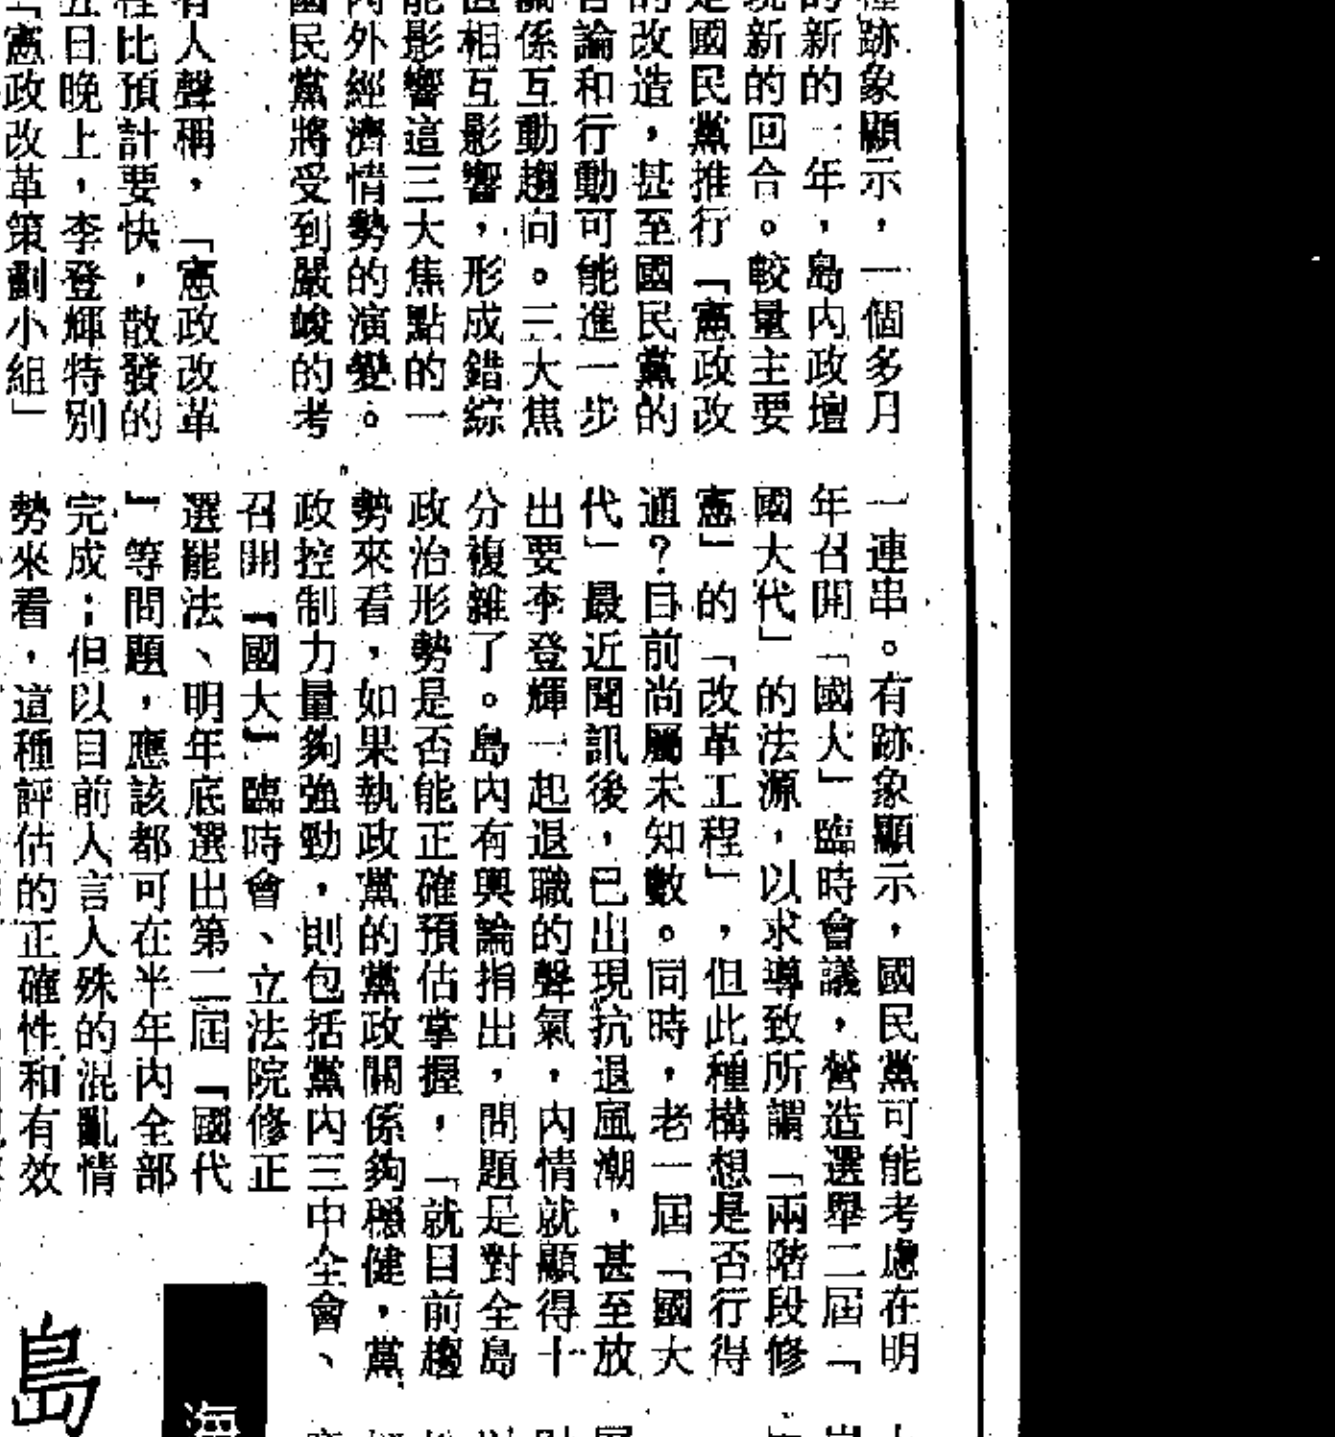 種跡象顯示，一個多月
的新的一年，島内政壇
現新的回合。較量主要
是國民黨推行「憲政改
的改造，甚至國民黨的
言論和行動可能進一步
係互動趨向。三大焦
相互影響，形成錯綜
能影響這三大焦點的一
内外經濟情勢的演變。
國民黨將受到嚴峻的考
有人聲稱，「憲政改革
程比預計要快，散發的
五日晚上，李登輝特別
「憲政改革策劃小組」
一連串。有跡象顯示，國民黨可能考慮在明
年召開「國大」臨時會議，營造選舉二屆「
國大代」的法源，以求導致所謂「兩階段修
憲」的「改革工程」，但此種構想是否行得
通？目前尚屬未知數。同時，老一屆「國大
代」最近聞訊後，已出現抗退風潮，甚至放
出要李登輝一起退職的聲氣，内情就顯得十
分複雜了。島内有輿論指出，問題是對全島
政治形勢是否能正確預估掌握，「就目前趨
勢來看，如果執政黨的黨政關係夠穩健，黨
政控制力量夠強勁，則包括黨内三中全會、
召開『國大』臨時會、立法院修正
選罷法、明年底選出第二屆『國代
』等問題，應該都可在半年内全部
完成；但以目前人言人殊的混亂情
勢來看，這種評估的正確性和有效
海
島